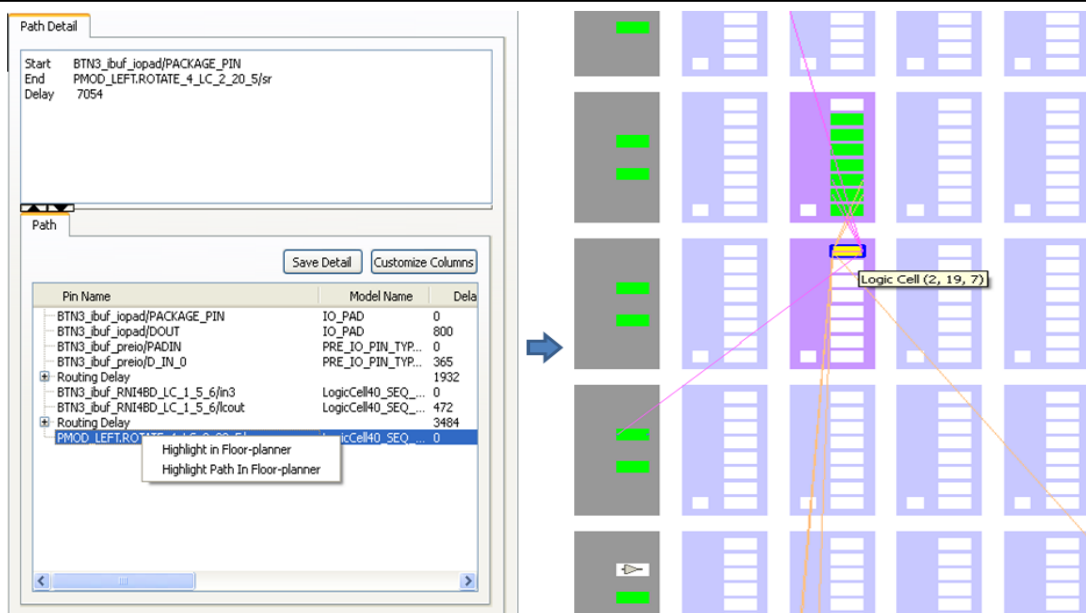 Path Detail
Start BTN3_ibuf_iopad/PACKAGE_PIN
End PMOD_LEFT.ROTATE_4_LC_2_20_5/sr
Delay 7054
Path
Save Detail Customize Columns
Pin Name Model Name Dela
BTN3_ibuf_iopad/PACKAGE_PIN IO_PAD 0
BTN3_ibuf_iopad/DOUT IO_PAD 800
BTN3_ibuf_preio/PADIN PRE_IO_PIN_TYP... 0
BTN3_ibuf_preio/D_IN_0 PRE_IO_PIN_TYP... 365
Routing Delay 1932
BTN3_ibuf_RNI4BD_LC_1_5_6/in3 LogicCell40_SEQ_... 0
BTN3_ibuf_RNI4BD_LC_1_5_6/lcout LogicCell40_SEQ_... 472
Routing Delay 3484
PMOD_LEFT.ROTATE_4_LC_2_20_5/ LogicCell40_SEQ_... 0
Highlight in Floor-planner
Highlight Path In Floor-planner
Logic Cell (2, 19, 7)